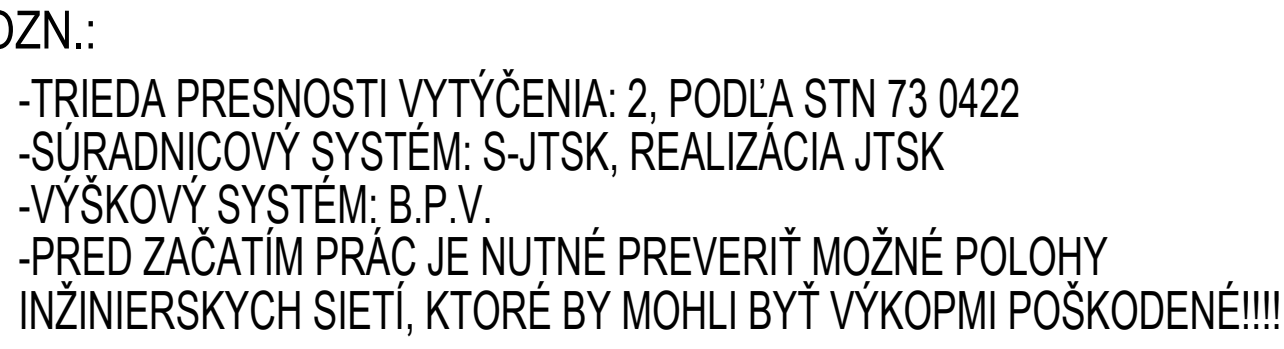 OZN.:
-TRIEDA PRESNOSTI VYTÝČENIA: 2, PODĽA STN 73 0422
-SÚRADNICOVÝ SYSTÉM: S-JTSK, REALIZÁCIA JTSK
-VÝŠKOVÝ SYSTÉM: B.P.V.
-PRED ZAČATÍM PRÁC JE NUTNÉ PREVERIŤ MOŽNÉ POLOHY
INŽINIERSKYCH SIETÍ, KTORÉ BY MOHLI BYŤ VÝKOPMI POŠKODENÉ!!!!